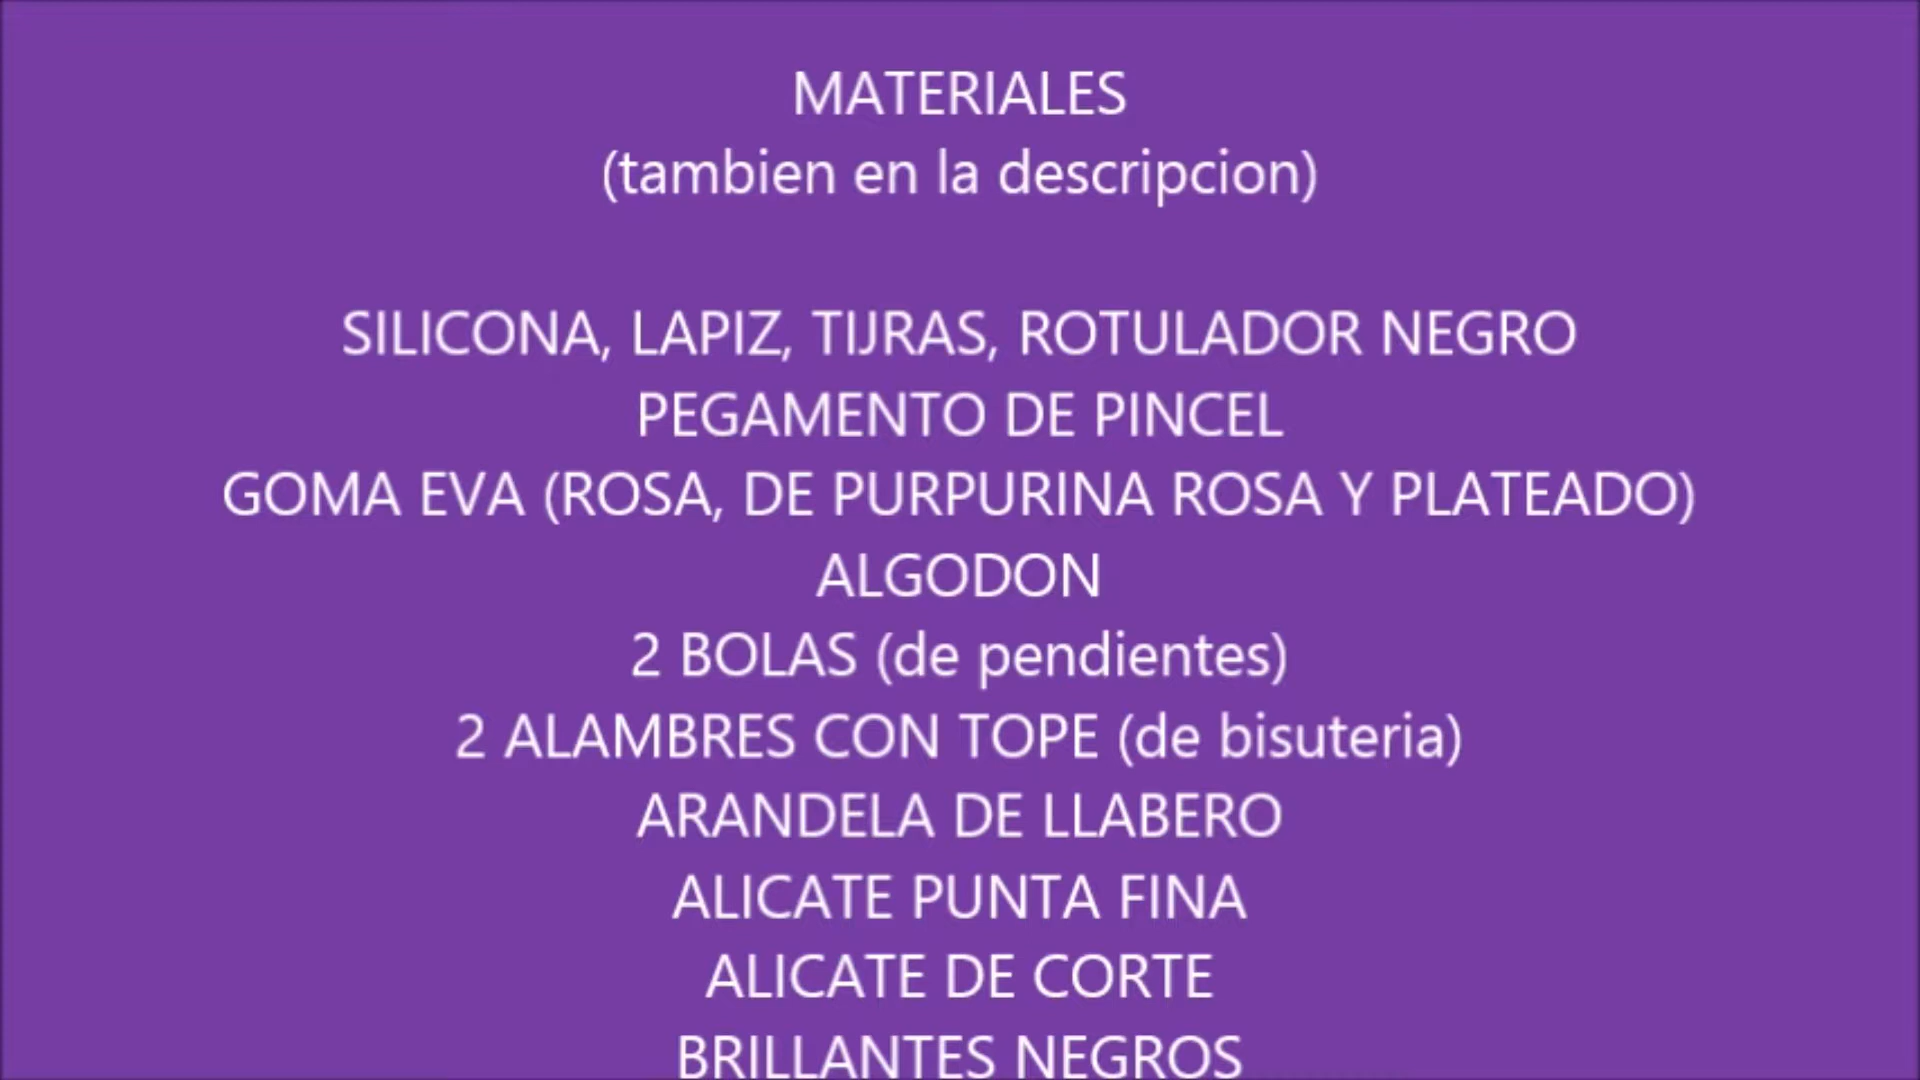 MATERIALES
(tambien en la descripcion)
SILICONA, LAPIZ, TIJRAS, ROTULADOR NEGRO
PEGAMENTO DE PINCEL
GOMA EVA (ROSA, DE PURPURINA ROSA Y PLATEADO)
ALGODON
2 BOLAS (de pendientes)
2 ALAMBRES CON TOPE (de bisuteria)
ARANDELA DE LLABERO
ALICATE PUNTA FINA
ALICATE DE CORTE
BRILLANTES NEGROS